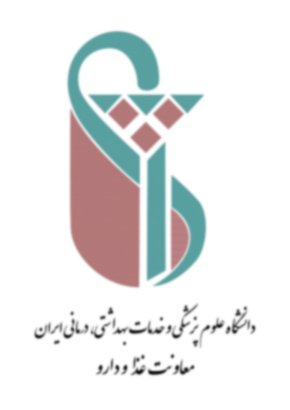 دانشگاه علوم پزشکی و خدمات بهداشتی، درمانی ایران
معاونت غذا و دارو